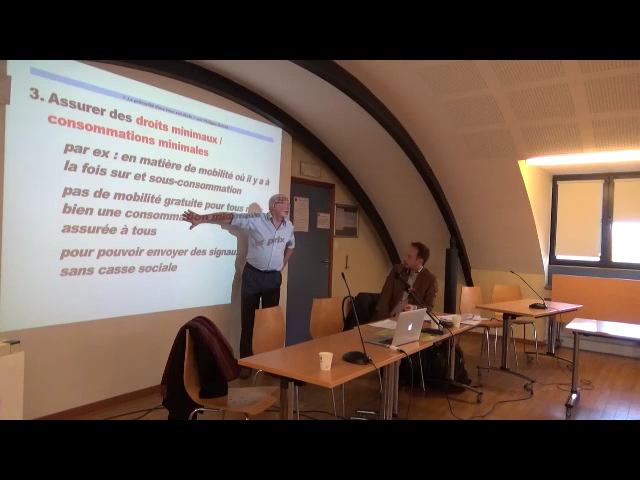 3. Assurer des droits minimaux /
consommations minimales
par ex : en matière de mobilité où il y a à
la fois sur et sous-consommation
pas de mobilité gratuite pour tous
bien une consommation
assurée à tous
pour pouvoir envoyer des signaux
prix
sans casse sociale